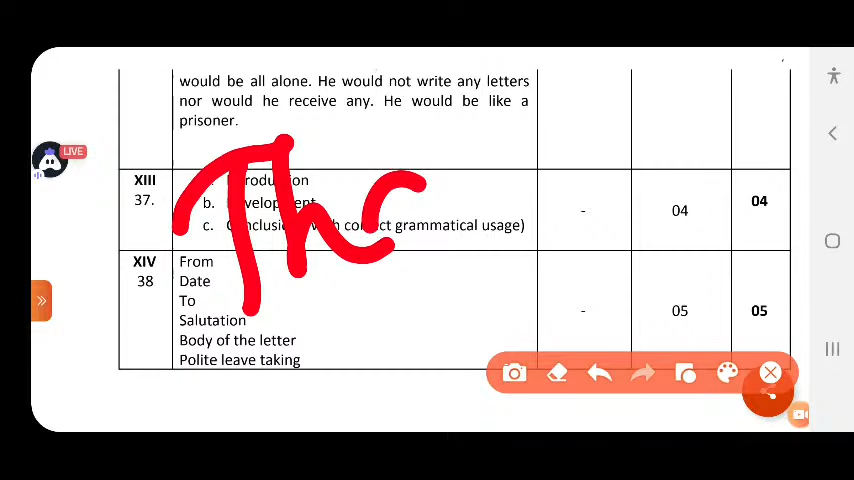 would be all alone. He would not write any letters
nor would he receive any. He would be like a
prisoner.
LIVE
XIII
37.
b.
c. grammatical usage)
-
04
04
XIV
38
From
Date
To
Salutation
Body of the letter
Polite leave taking
-
05
05
Th